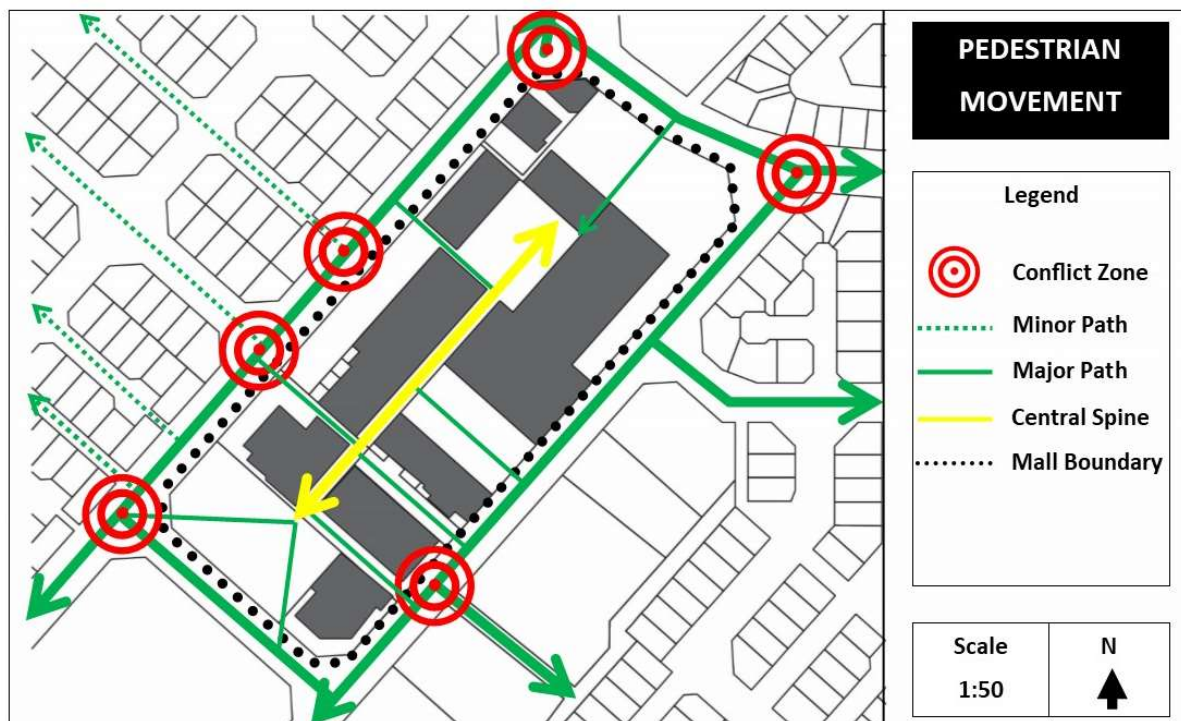 PEDESTRIAN
MOVEMENT
Legend
Conflict Zone
Minor Path
Major Path
Central Spine
Mall Boundary
Scale
1:50
N